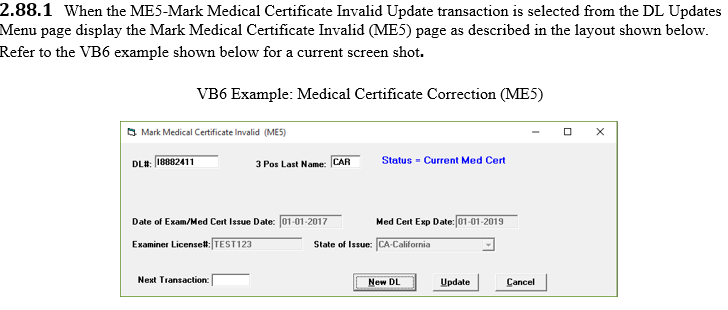 2.88.1 When the ME5-Mark Medical Certificate Invalid Update transaction is selected from the DL Updates
Menu page display the Mark Medical Certificate Invalid (ME5) page as described in the layout shown below.
Refer to the VB6 example shown below for a current screen shot.
VB6 Example: Medical Certificate Correction (ME5)
Mark Medical Certificate Invalid (ME5)
DL#: I8882411 3 Pos Last Name: CAR Status = Current Med Cert
Date of Exam/Med Cert Issue Date: 01-01-2017 Med Cert Exp Date: 01-01-2019
Examiner License#: TEST123 State of Issue: CA-California
Next Transaction: New DL Update Cancel